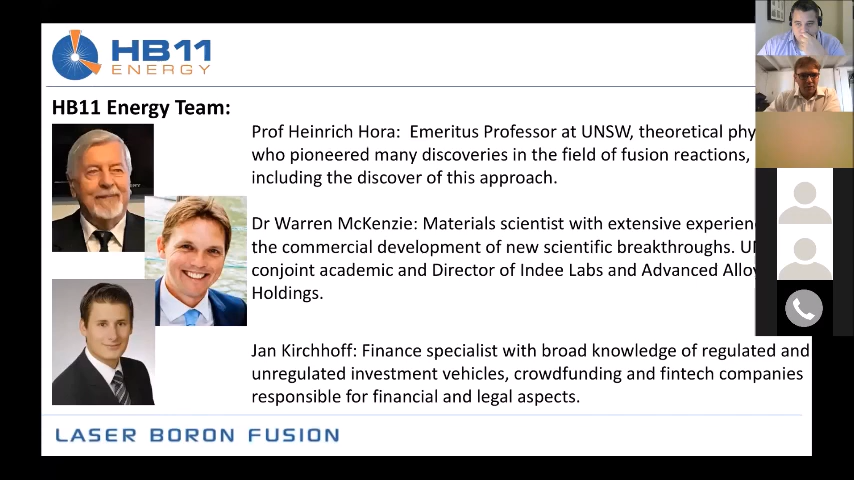 HB11
ENERGY
HB11 Energy Team:
Prof Heinrich Hora: Emeritus Professor at UNSW, theoretical
who pioneered many discoveries in the field of fusion reactions,
including the discover of this approach.
Dr Warren McKenzie: Materials scientist with extensive
the commercial development of new scientific breakthroughs.
conjoint academic and Director of Indee Labs and Advanced
Holdings.
Jan Kirchhoff: Finance specialist with broad knowledge of regulated and
unregulated investment vehicles, crowdfunding and fintech companies
responsible for financial and legal aspects.
LASER BORON FUSION